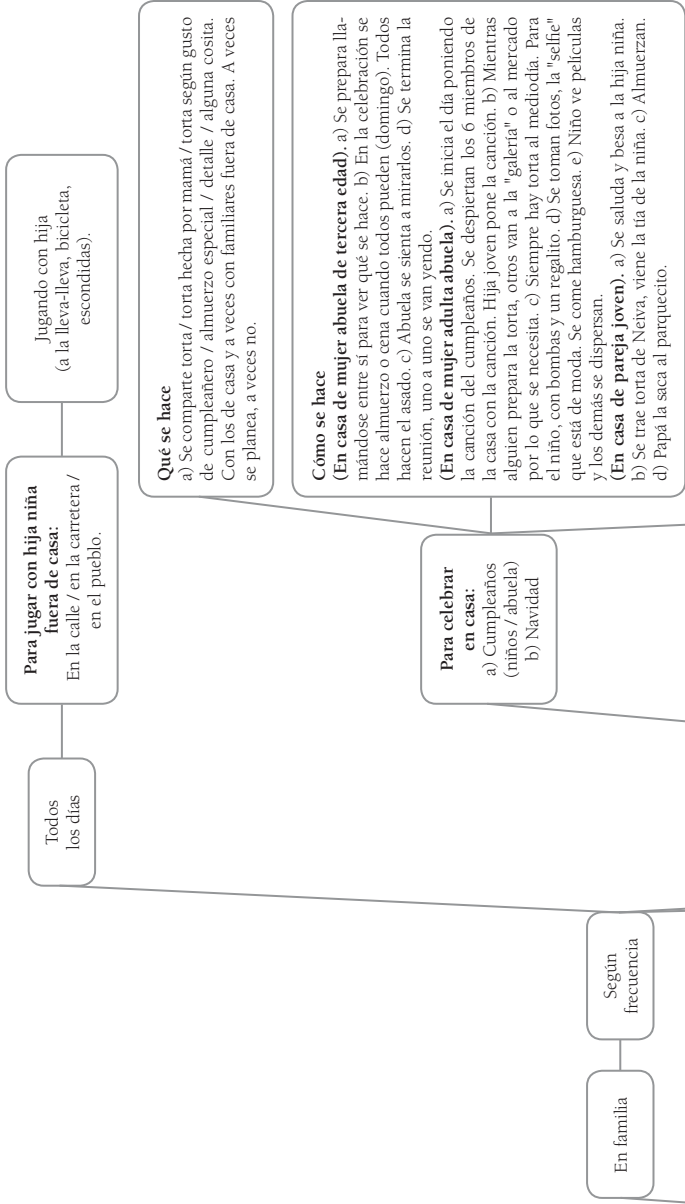 En familia
Según
frecuencia
Todos
los días
Para jugar con hija niña
fuera de casa:
En la calle / en la carretera /
en el pueblo.
Jugando con hija
(a la lleva-lleva, bicicleta,
escondidas).
Para celebrar
en casa:
a) Cumpleaños
(niños / abuela)
b) Navidad
Qué se hace
a) Se comparte torta / torta hecha por mamá / torta según gusto
de cumpleañero / almuerzo especial / detalle / alguna cosita.
Con los de casa y a veces con familiares fuera de casa. A veces
se planea, a veces no.
Cómo se hace
(En casa de mujer abuela de tercera edad). a) Se prepara lla-
mándose entre sí para ver qué se hace. b) En la celebración se
hace almuerzo o cena cuando todos pueden (domingo). Todos
hacen el asado. c) Abuela se sienta a mirarlos. d) Se termina la
reunión, uno a uno se van yendo.
(En casa de mujer adulta abuela). a) Se inicia el día poniendo
la canción del cumpleaños. Se despiertan los 6 miembros de
la casa con la canción. Hija joven pone la canción. b) Mientras
alguien prepara la torta, otros van a la "galería" o al mercado
por lo que se necesita. c) Siempre hay torta al mediodía. Para
el niño, con bombas y un regalito. d) Se toman fotos, la "selfie"
que está de moda. Se come hamburguesa. e) Niño ve películas
y los demás se dispersan.
(En casa de pareja joven). a) Se saluda y besa a la hija niña.
b) Se trae torta de Neiva, viene la tía de la niña. c) Almuerzan.
d) Papá la saca al parquecito.